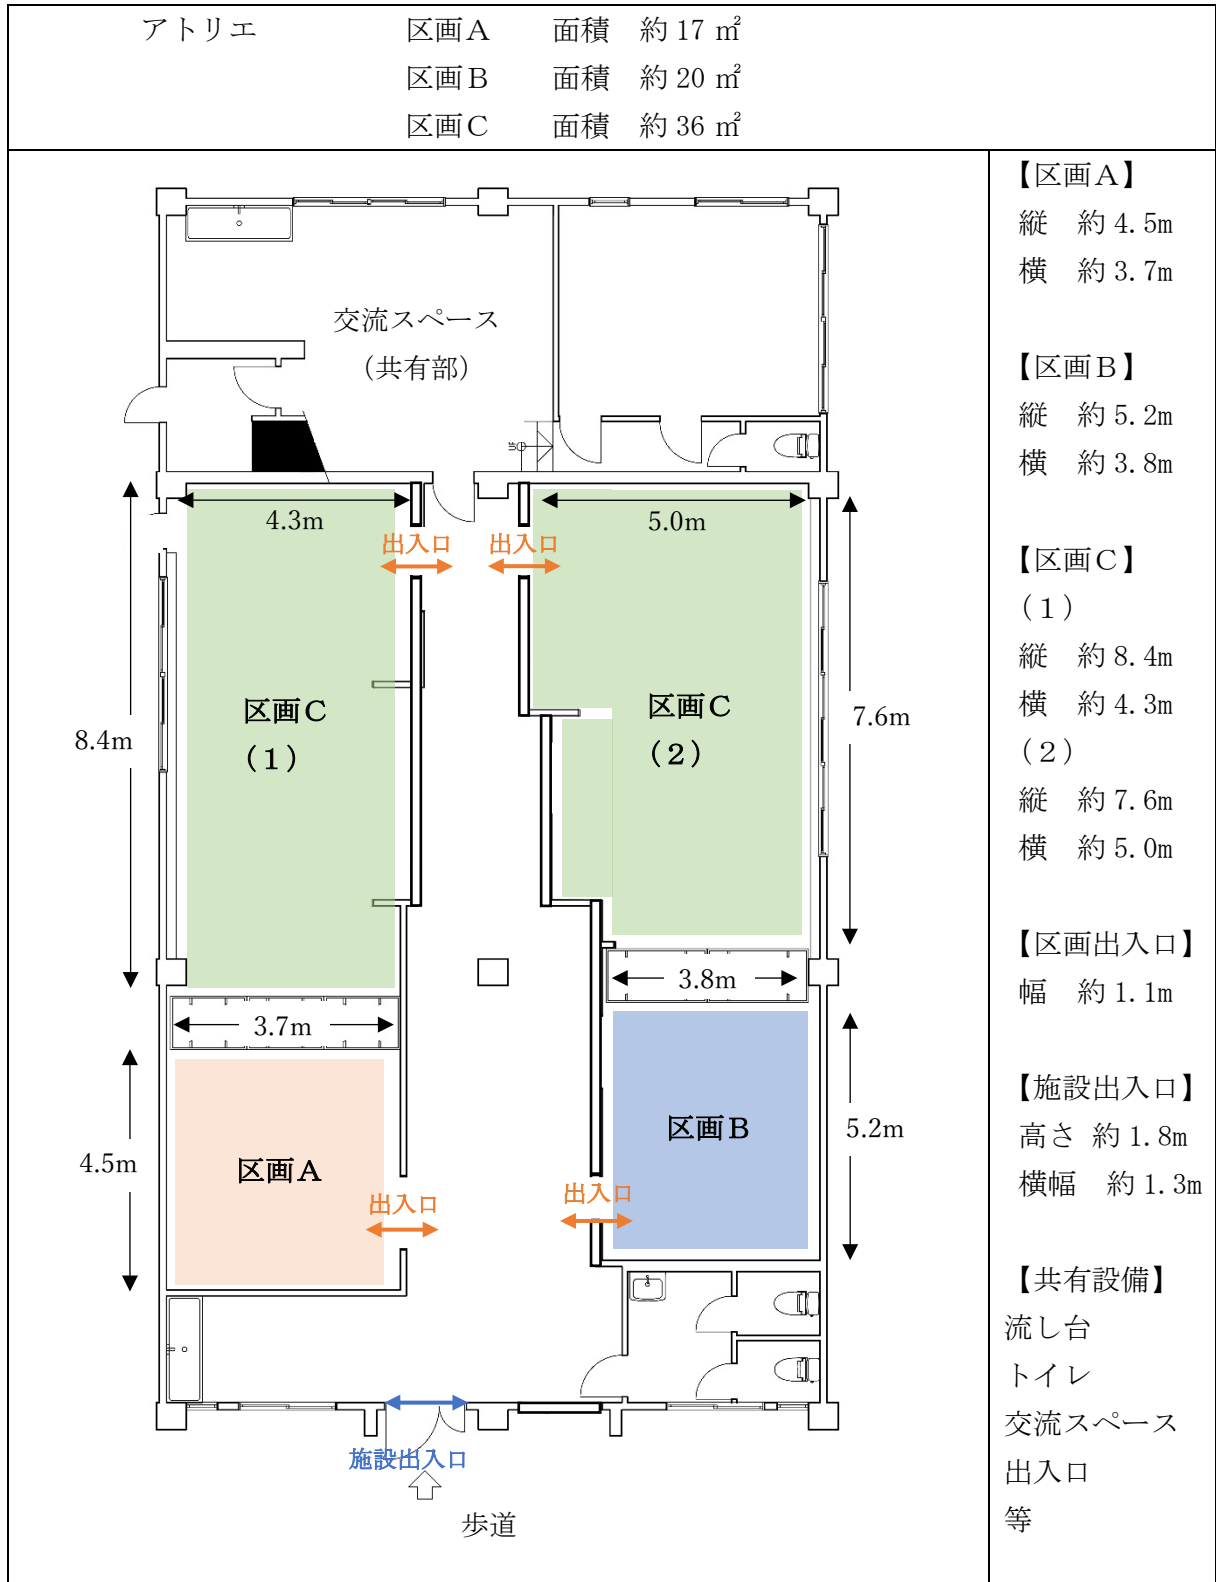 アトリエ 区画A 面積 約17 ㎡
区画B 面積 約20 ㎡
区画C 面積 約36 ㎡
交流スペース
（共有部）
UP
4.3m
5.0m
出入口
出入口
区画C
（1）
区画C
（2）
8.4m
7.6m
3.8m
3.7m
区画B
5.2m
4.5m
区画A
出入口
出入口
施設出入口
歩道
【区画A】
縦 約4.5m
横 約3.7m
【区画B】
縦 約5.2m
横 約3.8m
【区画C】
（1）
縦 約8.4m
横 約4.3m
（2）
縦 約7.6m
横 約5.0m
【区画出入口】
幅 約1.1m
【施設出入口】
高さ 約1.8m
横幅 約1.3m
【共有設備】
流し台
トイレ
交流スペース
出入口
等